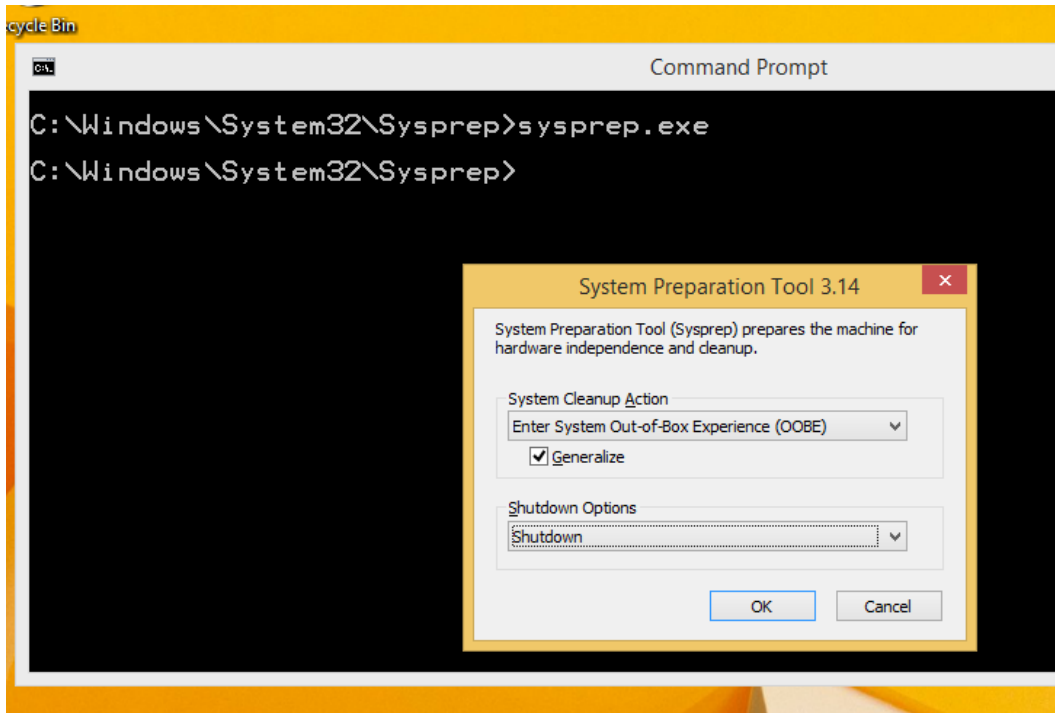 cycle Bin
C:\.
Command Prompt
C:\Windows\System32\Sysprep>sysprep.exe
C:\Windows\System32\Sysprep>
System Preparation Tool 3.14
System Preparation Tool (Sysprep) prepares the machine for
hardware independence and cleanup.
System Cleanup Action
Enter System Out-of-Box Experience (OOBE)
Generalize
Shutdown Options
Shutdown
OK
Cancel